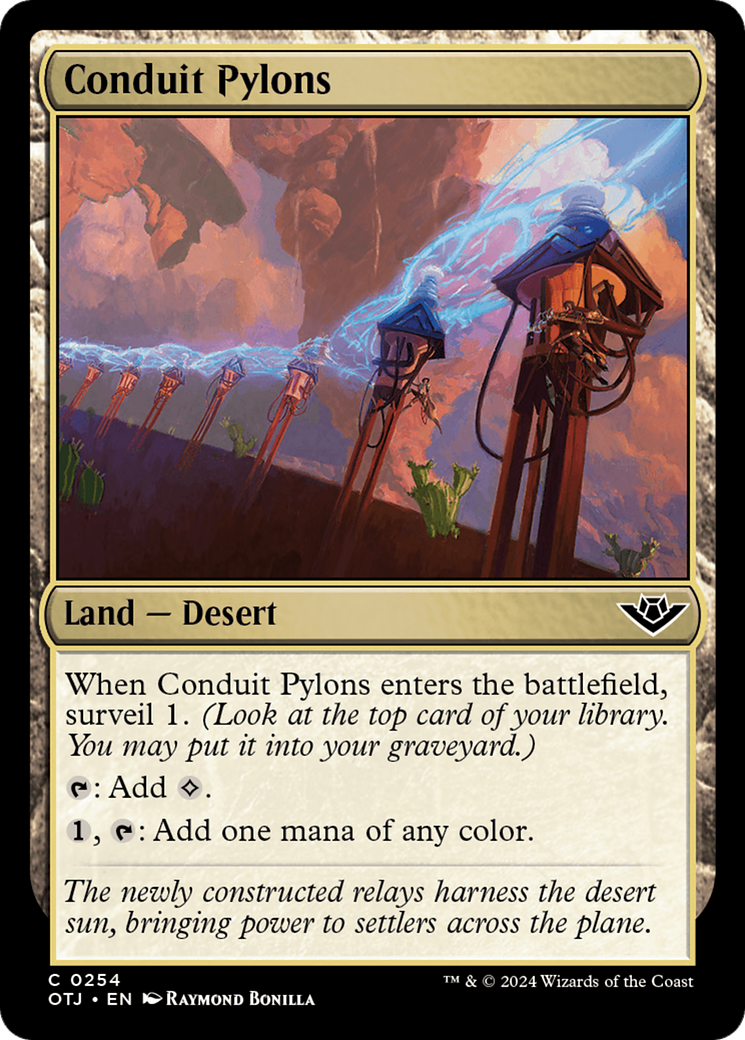 Conduit Pylons
Land — Desert
When Conduit Pylons enters the battlefield,
surveil 1. (Look at the top card of your library.
You may put it into your graveyard.)
: Add .
1, : Add one mana of any color.
The newly constructed relays harness the desert
sun, bringing power to settlers across the plane.
C 0254
™ & © 2024 Wizards of the Coast
OTJ • EN Raymond Bonilla